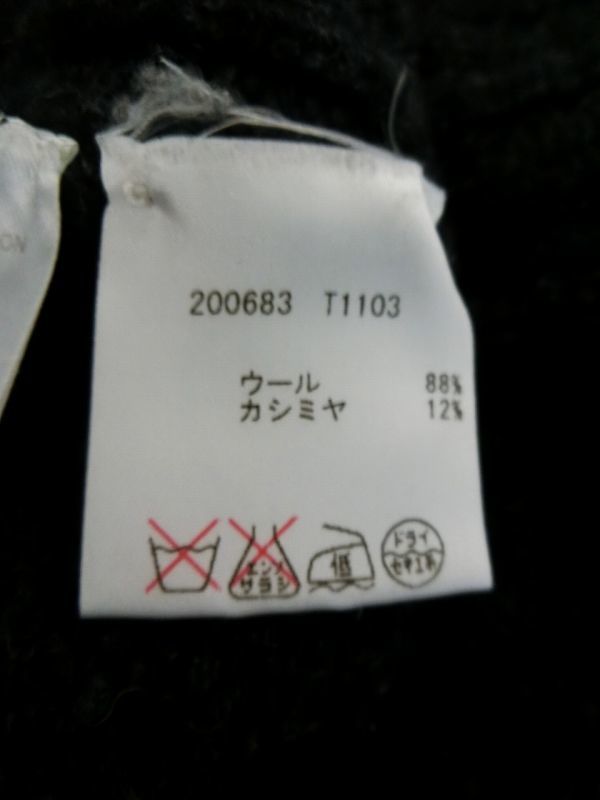 ON
200683 T1103
ウール 88%
カシミヤ 12%
エンソ
サラシ
低
ドライ
セキユ系